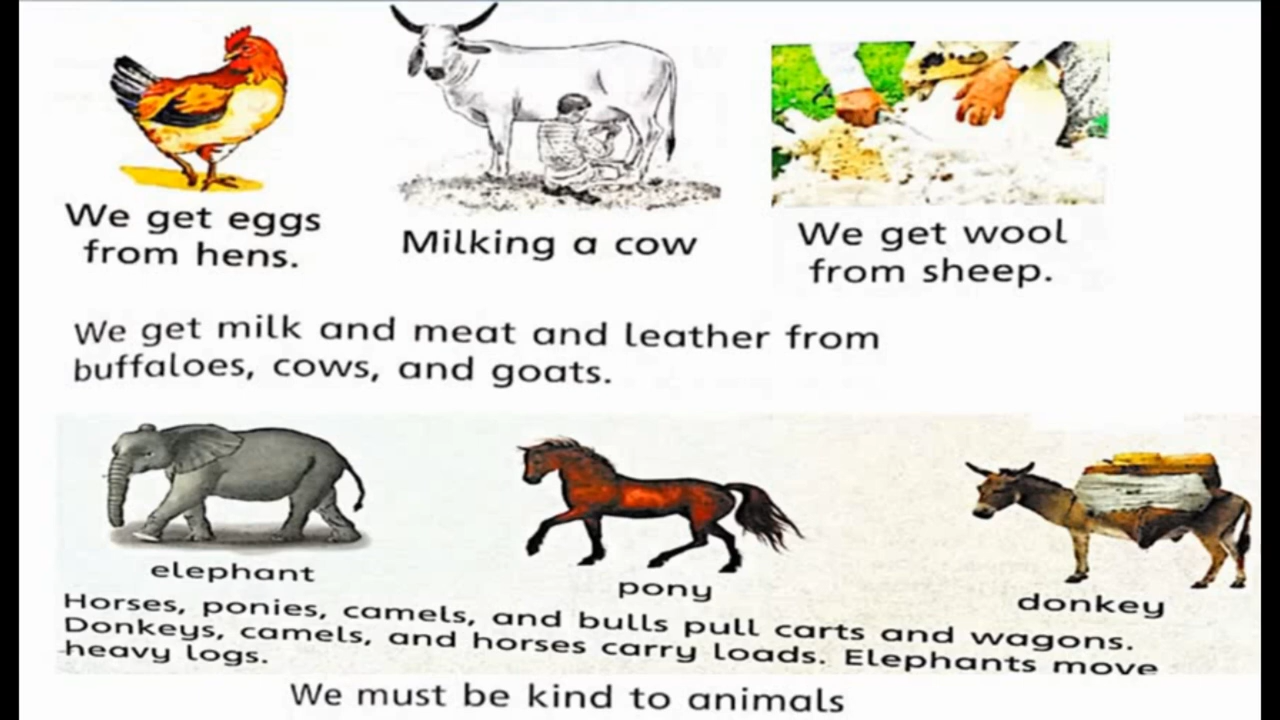 We get eggs
from hens.
Milking a cow
We get wool
from sheep.
We get milk and meat and leather from
buffaloes, cows, and goats.
elephant
pony
donkey
Horses, ponies, camels, and bulls pull carts and wagons.
Donkeys, camels, and horses carry loads. Elephants move
heavy logs.
We must be kind to animals